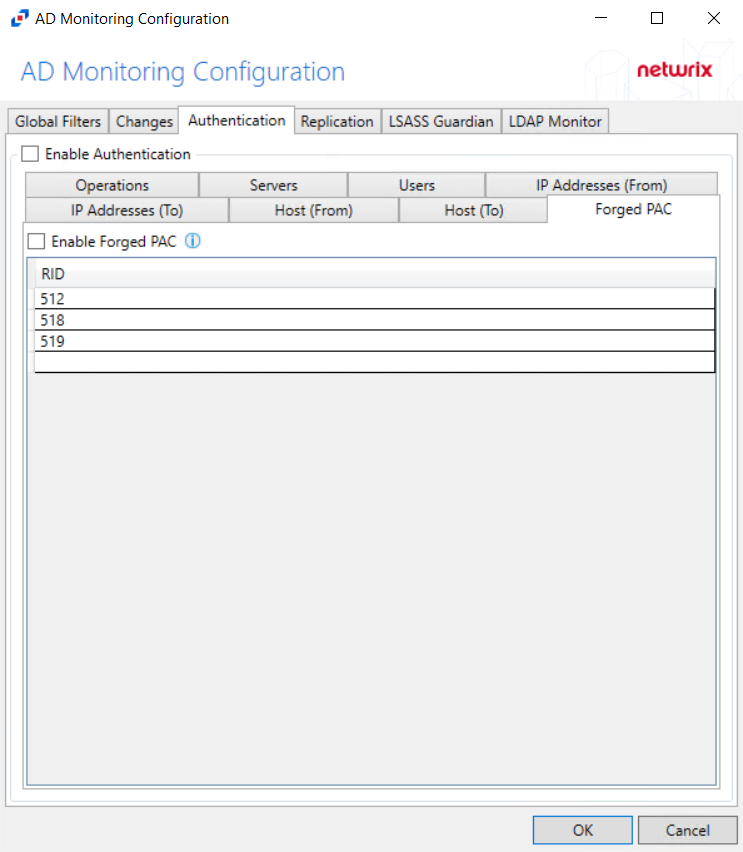 AD Monitoring Configuration
AD Monitoring Configuration
netwrix
Global Filters Changes Authentication Replication LSASS Guardian LDAP Monitor
Enable Authentication
Operations Servers Users IP Addresses (From)
IP Addresses (To) Host (From) Host (To) Forged PAC
Enable Forged PAC
RID
512
518
519
OK Cancel